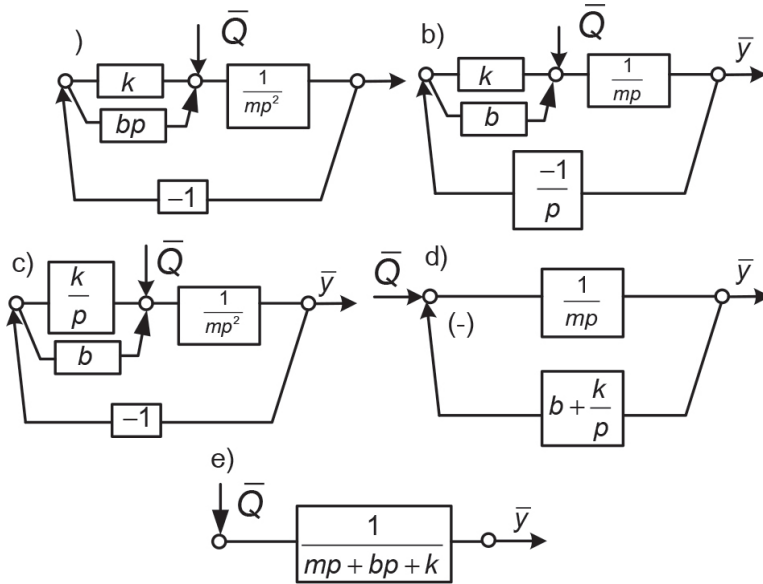 )
Q̅
k
1/mp²
bp
−1
b)
Q̅
y̅
k
1/mp
b
−1/p
c)
Q̅
y̅
k/p
1/mp²
b
−1
d)
Q̅
y̅
(-)
1/mp
b + k/p
e)
Q̅
y̅
1/mp + bp + k